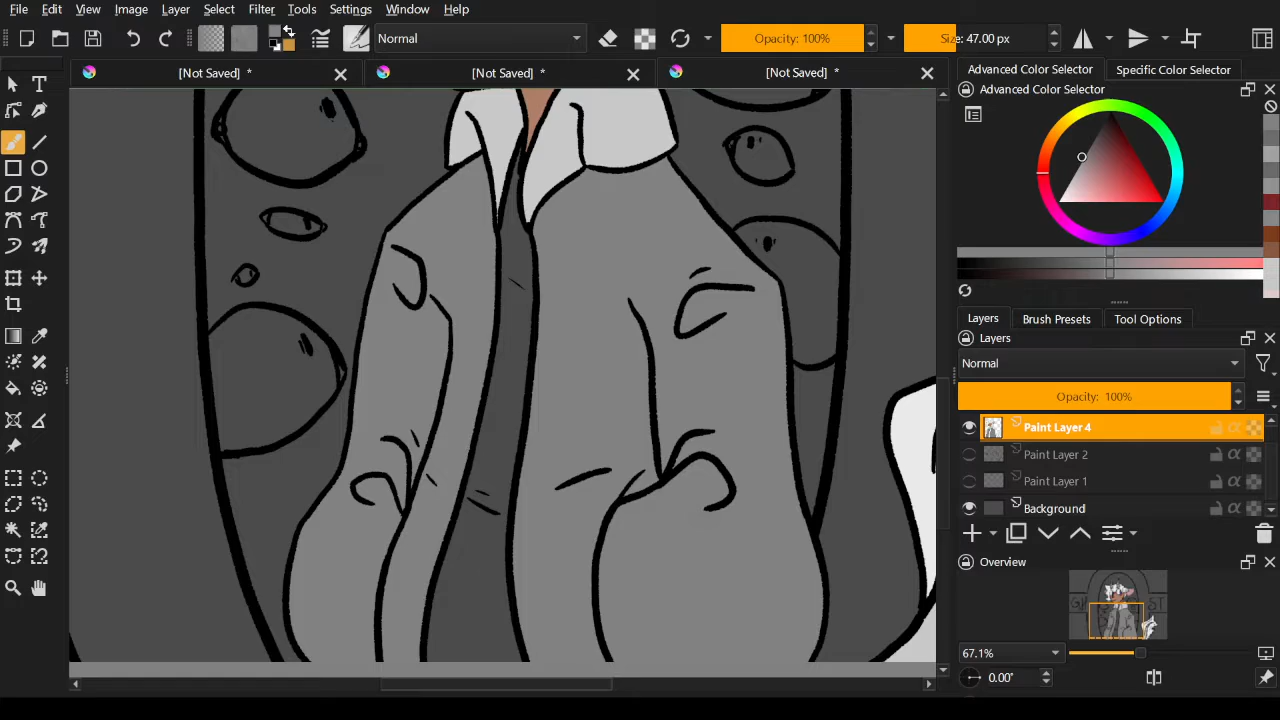 File Edit View Image Layer Select Filter Tools Settings Window Help
Normal Opacity: 100% Size: 47.00 px
[Not Saved] * [Not Saved] * [Not Saved] *
Advanced Color Selector Specific Color Selector
Advanced Color Selector
Layers Brush Presets Tool Options
Layers
Normal
Opacity: 100%
Paint Layer 4
Paint Layer 2
Paint Layer 1
Background
Overview
67.1%
0.00°